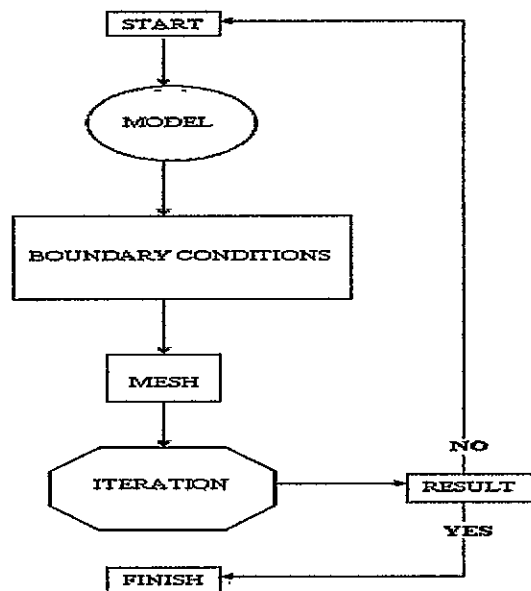 START
MODEL
BOUNDARY CONDITIONS
MESH
NO
ITERATION
RESULT
YES
FINISH